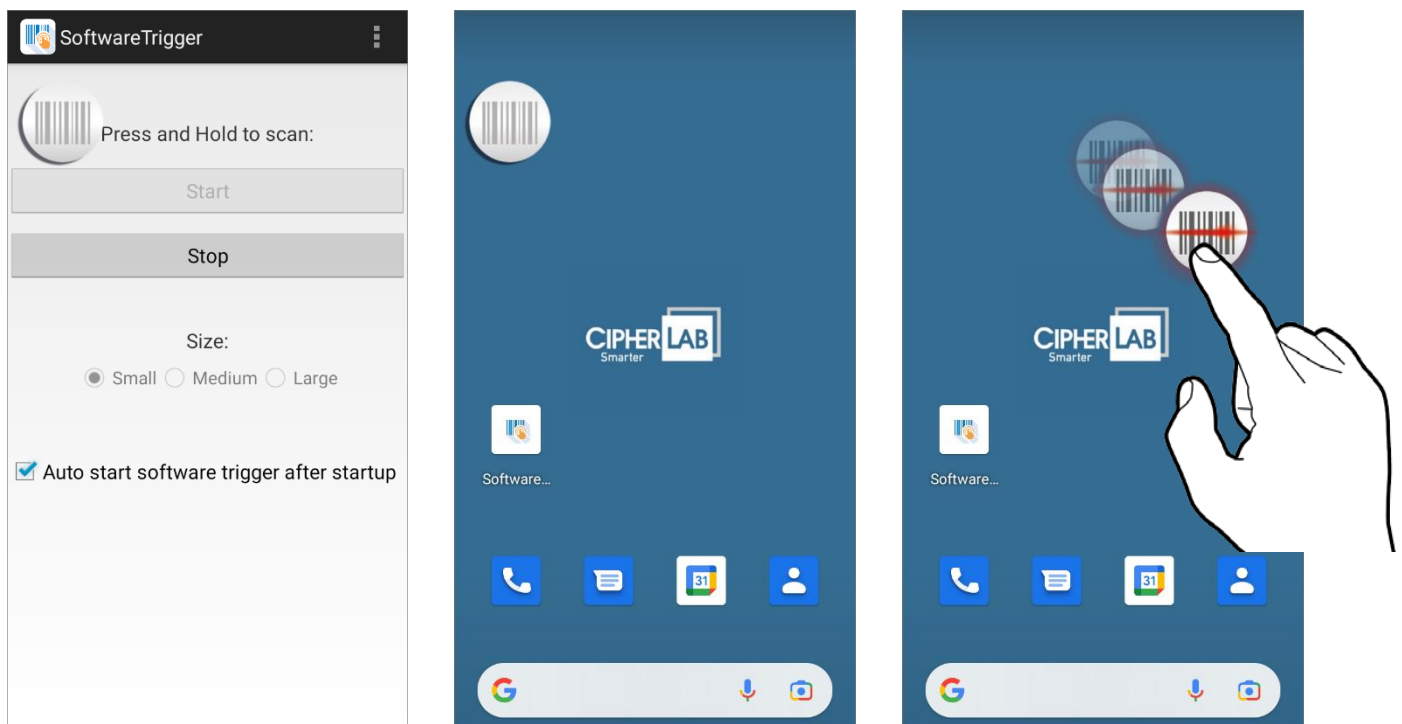 SoftwareTrigger
Press and Hold to scan:
Start
Stop
Size:
Small Medium Large
Auto start software trigger after startup
CIPHERLAB
Smarter
Software...
31
CIPHERLAB
Smarter
Software...
31